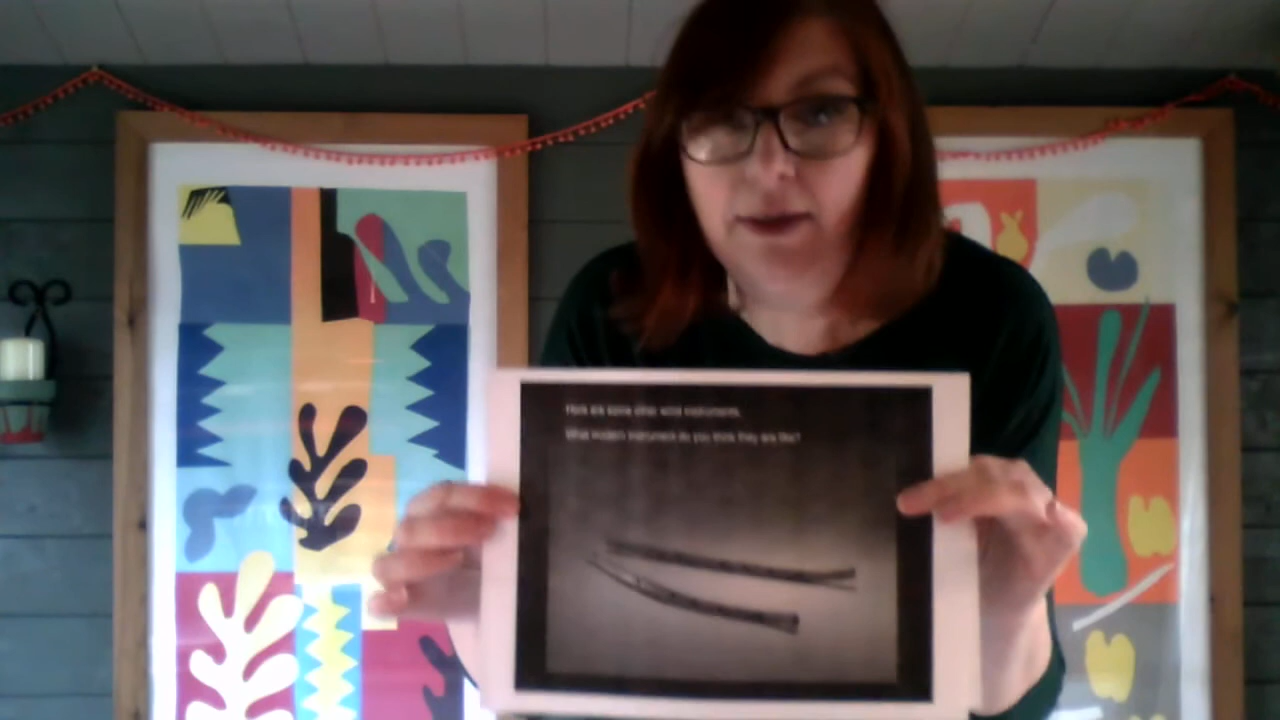 Here are some other wind instruments.
What modern instrument do you think they are like?